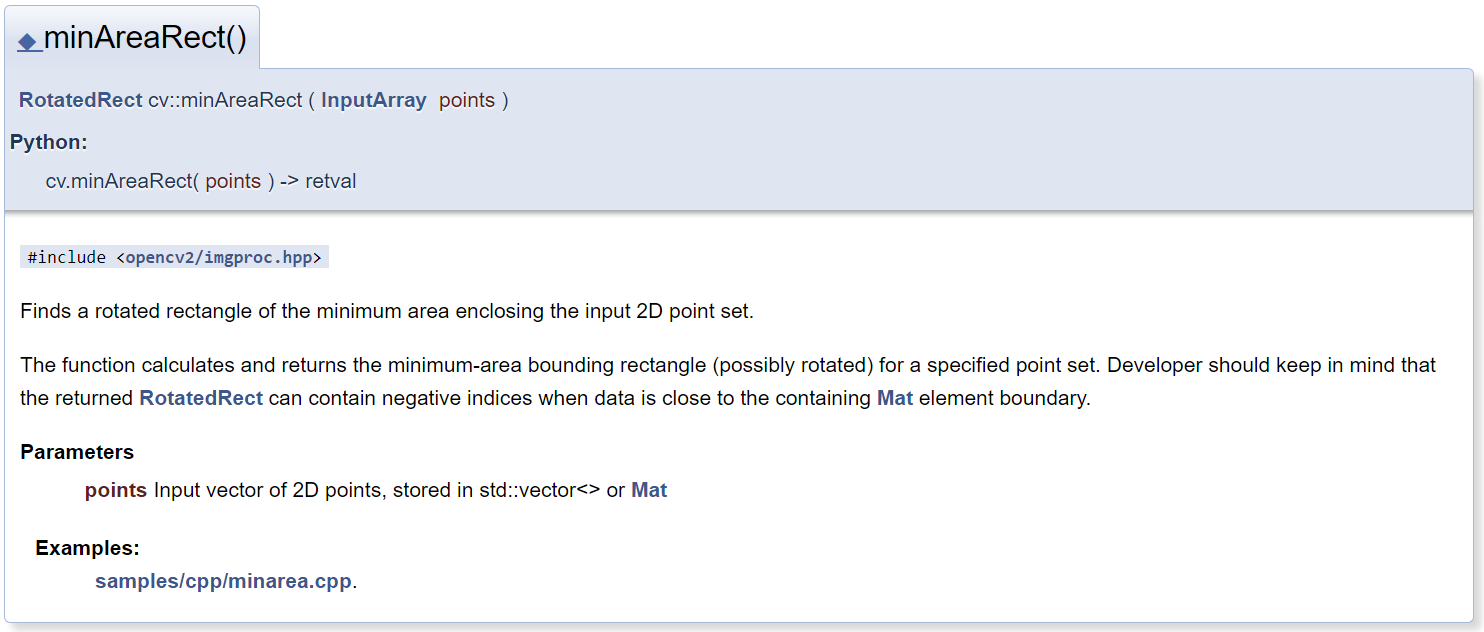 ◆ minAreaRect()
RotatedRect cv::minAreaRect ( InputArray points )
Python:
cv.minAreaRect( points ) -> retval
#include <opencv2/imgproc.hpp>
Finds a rotated rectangle of the minimum area enclosing the input 2D point set.
The function calculates and returns the minimum-area bounding rectangle (possibly rotated) for a specified point set. Developer should keep in mind that
the returned RotatedRect can contain negative indices when data is close to the containing Mat element boundary.
Parameters
points Input vector of 2D points, stored in std::vector<> or Mat
Examples:
samples/cpp/minarea.cpp.